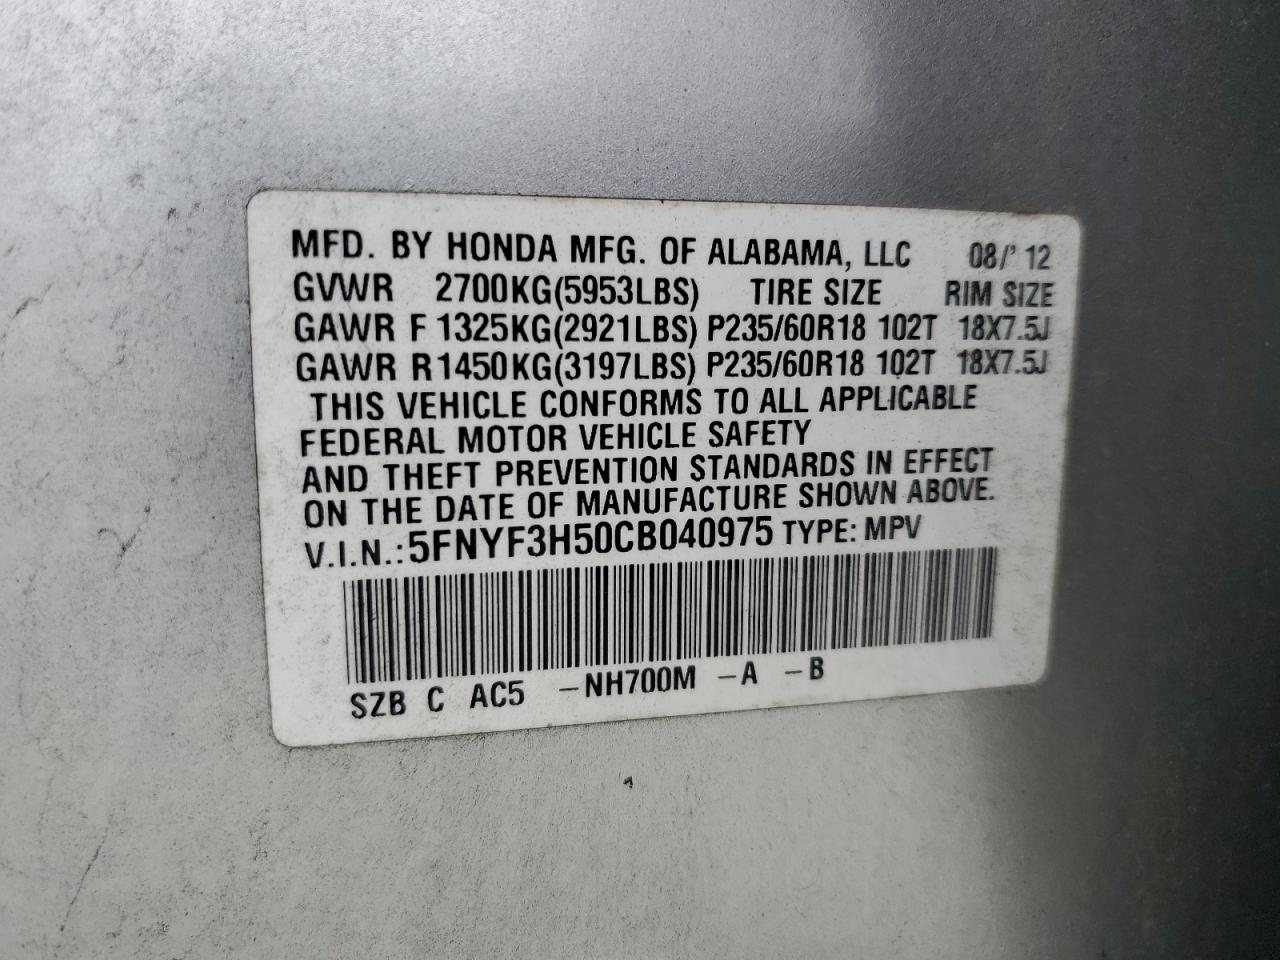 MFD. BY HONDA MFG. OF ALABAMA, LLC 08/' 12
GVWR 2700KG(5953LBS) TIRE SIZE RIM SIZE
GAWR F 1325KG(2921LBS) P235/60R18 102T 18X7.5J
GAWR R1450KG(3197LBS) P235/60R18 102T 18X7.5J
THIS VEHICLE CONFORMS TO ALL APPLICABLE
FEDERAL MOTOR VEHICLE SAFETY
AND THEFT PREVENTION STANDARDS IN EFFECT
ON THE DATE OF MANUFACTURE SHOWN ABOVE.
V.I.N.: 5FNYF3H50CB040975 TYPE: MPV
SZB C AC5 -NH700M -A -B